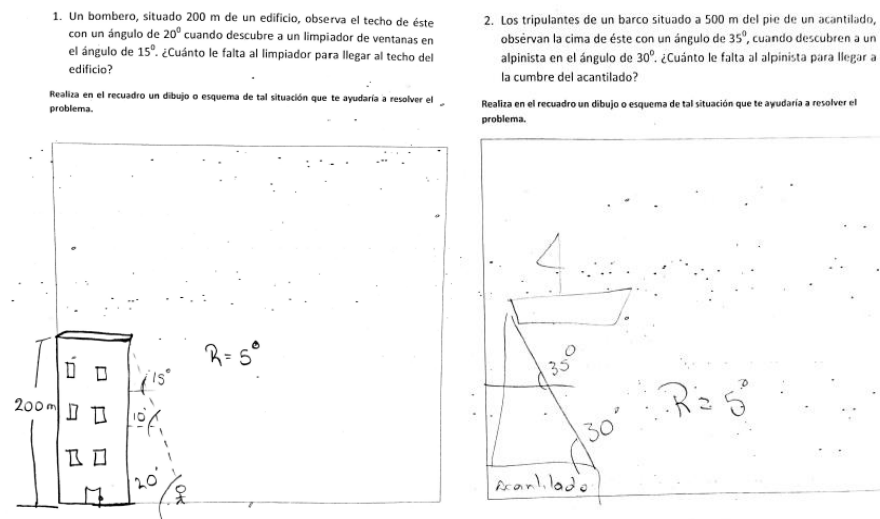 1. Un bombero, situado 200 m de un edificio, observa el techo de éste
con un ángulo de 20⁰ cuando descubre a un limpiador de ventanas en
el ángulo de 15⁰. ¿Cuánto le falta al limpiador para llegar al techo del
edificio?
Realiza en el recuadro un dibujo o esquema de tal situación que te ayudaría a resolver el
problema.
15°
R = 5°
200 m
10°
20°
2. Los tripulantes de un barco situado a 500 m del pie de un acantilado,
observan la cima de éste con un ángulo de 35⁰, cuando descubren a un
alpinista en el ángulo de 30⁰. ¿Cuánto le falta al alpinista para llegar a
la cumbre del acantilado?
Realiza en el recuadro un dibujo o esquema de tal situación que te ayudaría a resolver el
problema.
35°
R = 5°
30°
Acantilado